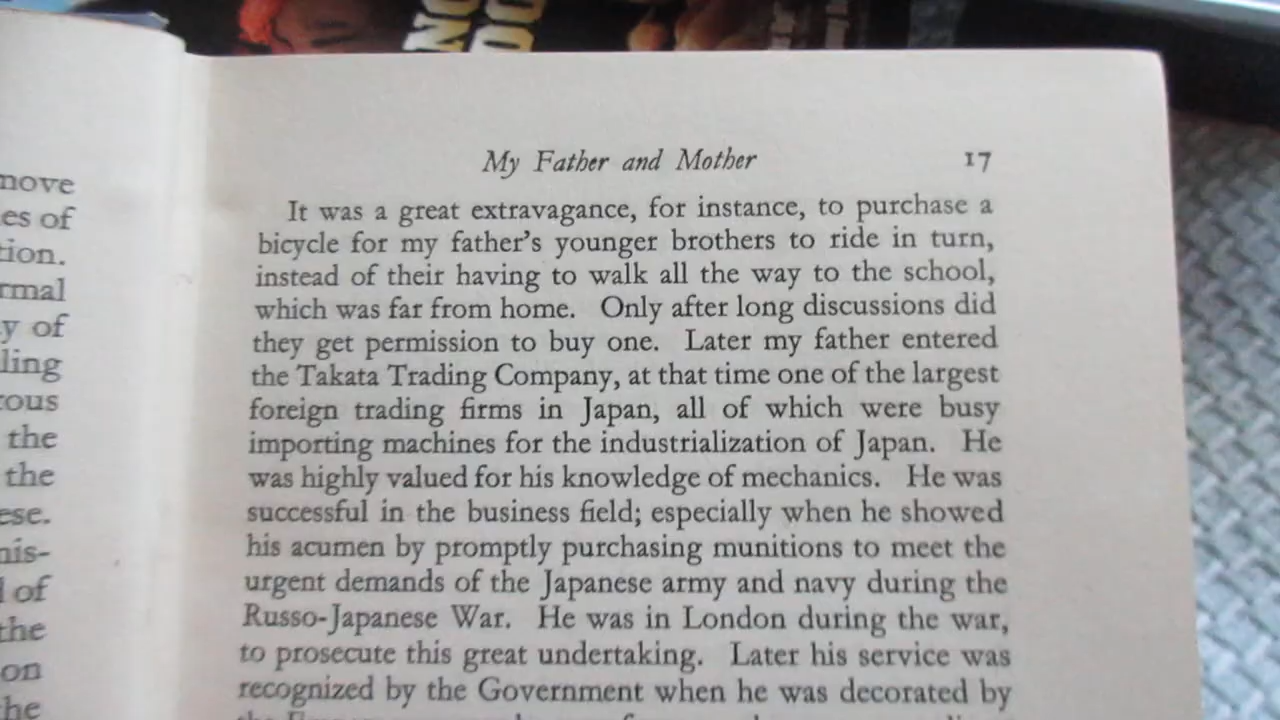 My Father and Mother 17
It was a great extravagance, for instance, to purchase a
bicycle for my father's younger brothers to ride in turn,
instead of their having to walk all the way to the school,
which was far from home. Only after long discussions did
they get permission to buy one. Later my father entered
the Takata Trading Company, at that time one of the largest
foreign trading firms in Japan, all of which were busy
importing machines for the industrialization of Japan. He
was highly valued for his knowledge of mechanics. He was
successful in the business field; especially when he showed
his acumen by promptly purchasing munitions to meet the
urgent demands of the Japanese army and navy during the
Russo-Japanese War. He was in London during the war,
to prosecute this great undertaking. Later his service was
recognized by the Government when he was decorated by